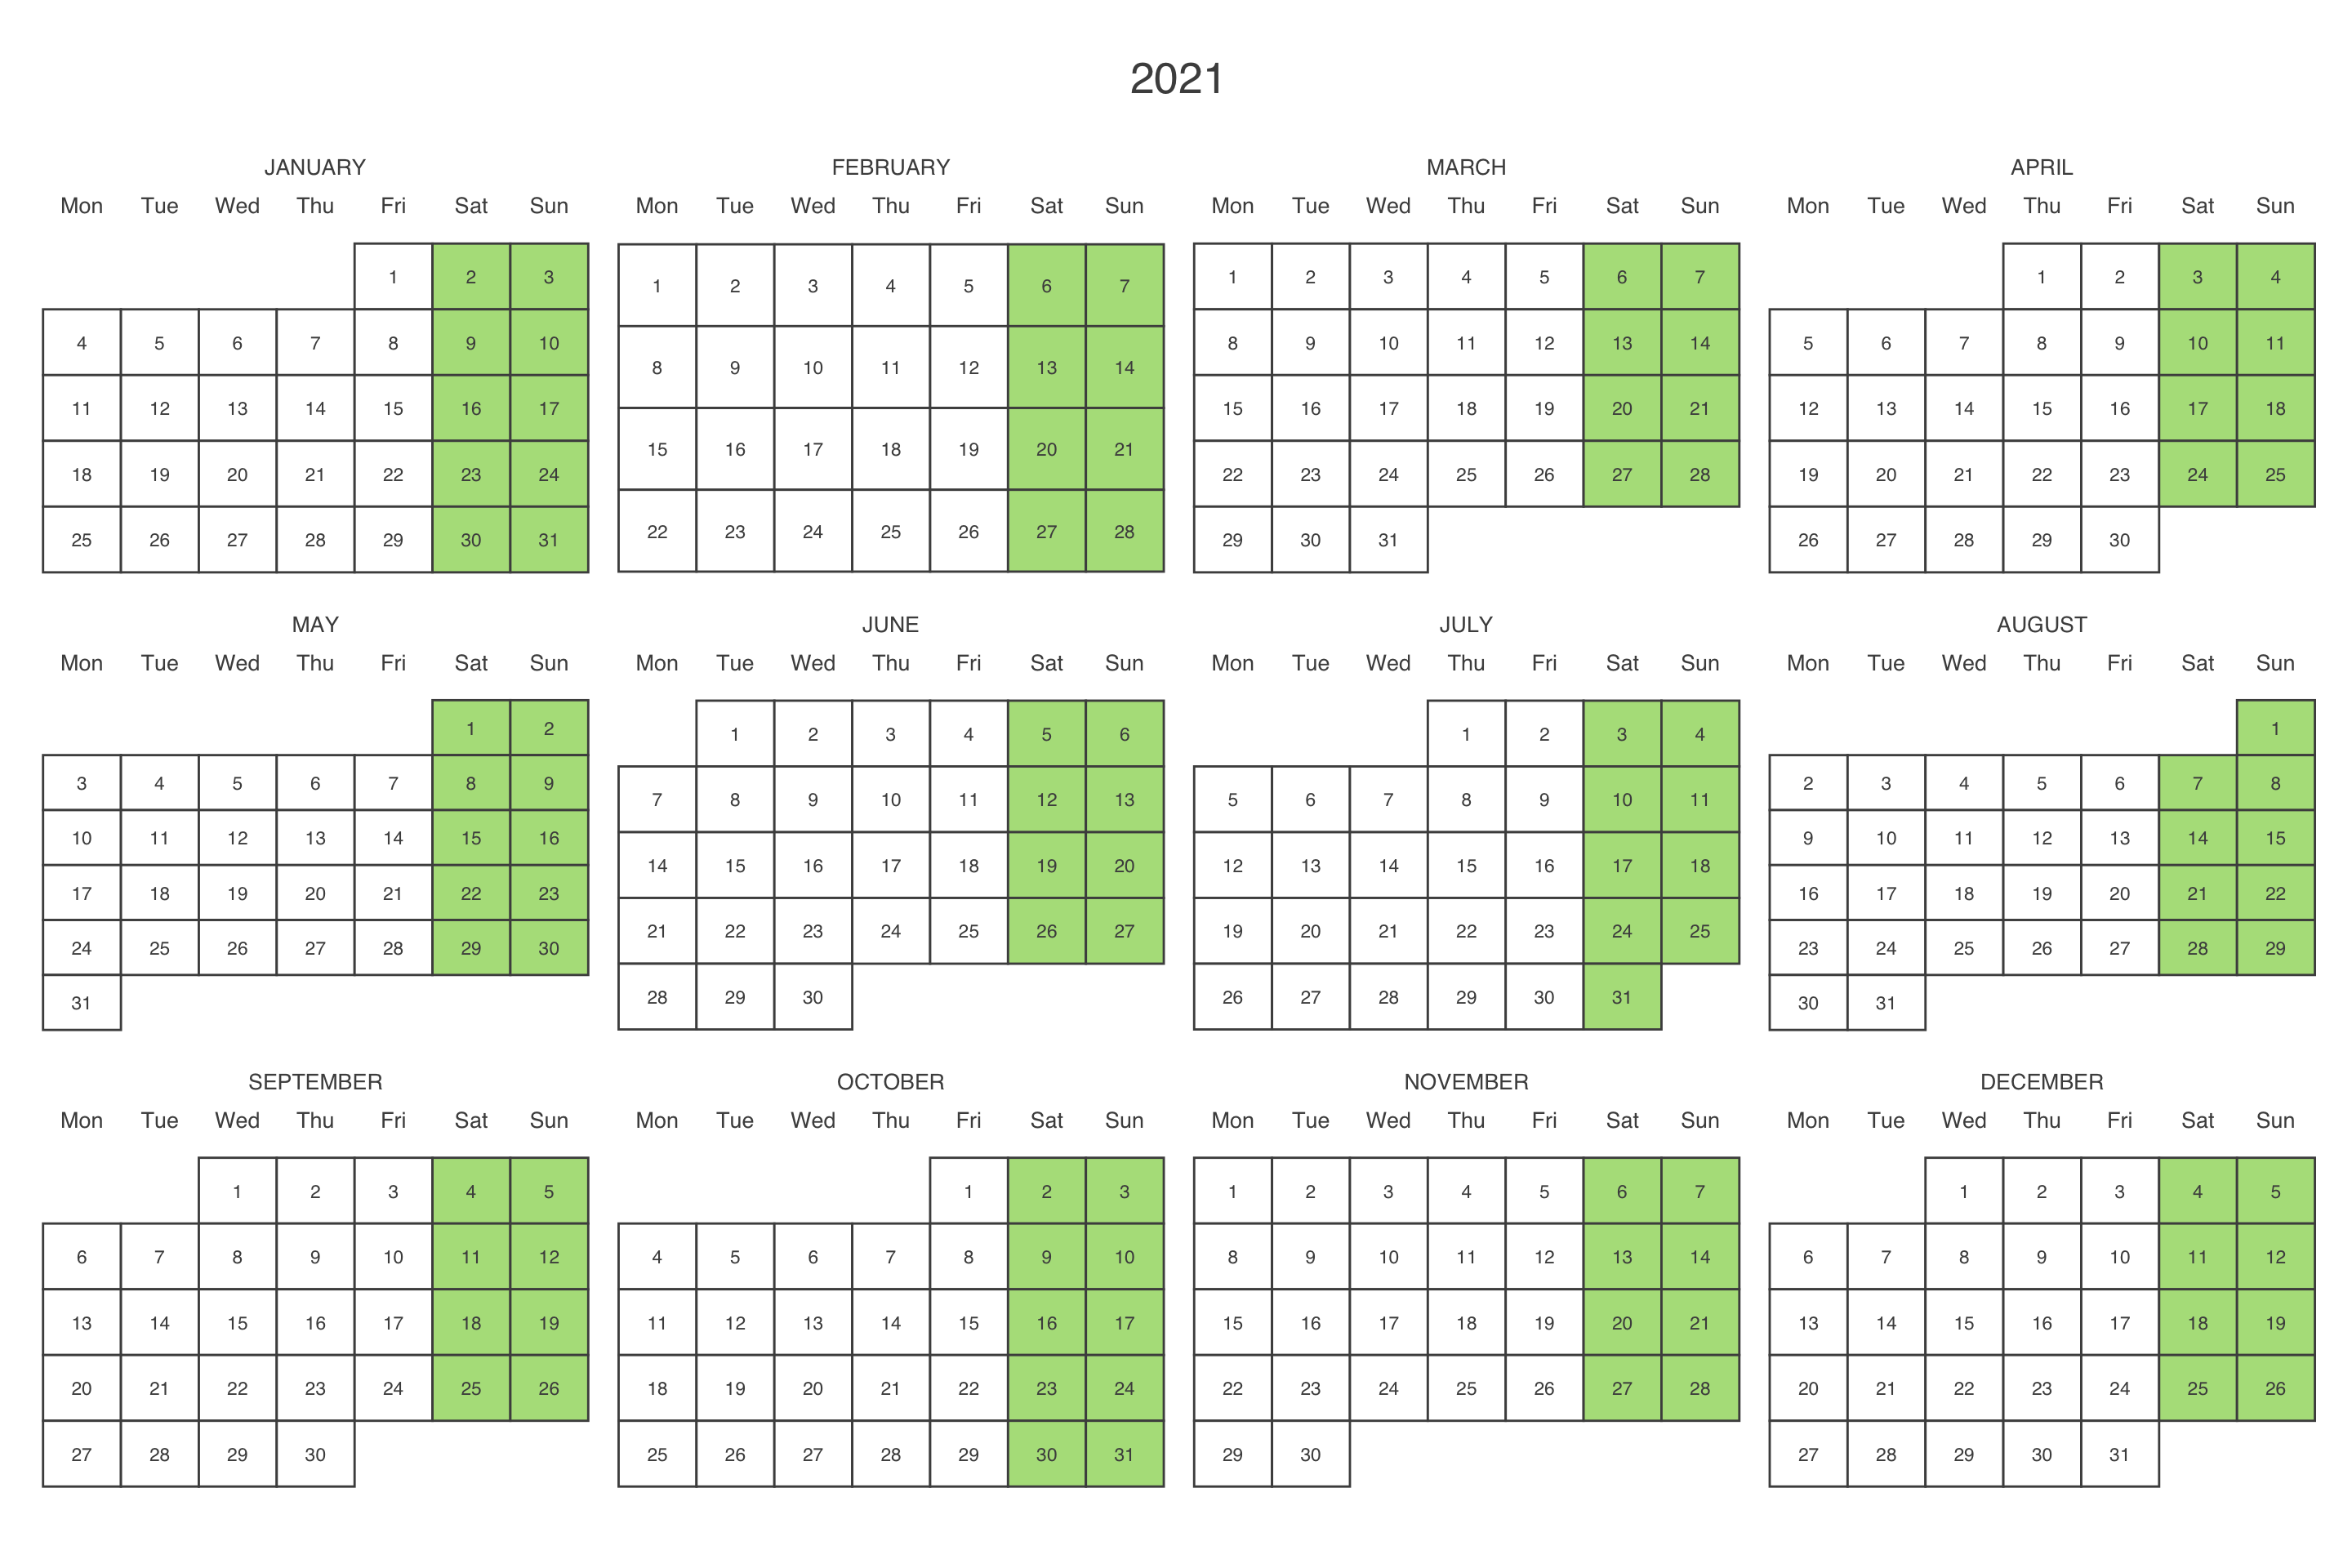 2021
JANUARY FEBRUARY MARCH APRIL
Mon Tue Wed Thu Fri Sat Sun Mon Tue Wed Thu Fri Sat Sun Mon Tue Wed Thu Fri Sat Sun Mon Tue Wed Thu Fri Sat Sun
1 2 3 1 2 3 4 5 6 7 1 2 3 4 5 6 7 1 2 3 4
4 5 6 7 8 9 10 8 9 10 11 12 13 14 8 9 10 11 12 13 14 5 6 7 8 9 10 11
11 12 13 14 15 16 17 15 16 17 18 19 20 21 15 16 17 18 19 20 21 12 13 14 15 16 17 18
18 19 20 21 22 23 24 22 23 24 25 26 27 28 22 23 24 25 26 27 28 19 20 21 22 23 24 25
25 26 27 28 29 30 31 29 30 31 26 27 28 29 30
MAY JUNE JULY AUGUST
Mon Tue Wed Thu Fri Sat Sun Mon Tue Wed Thu Fri Sat Sun Mon Tue Wed Thu Fri Sat Sun Mon Tue Wed Thu Fri Sat Sun
1 2 1 2 3 4 5 6 1 2 3 4 1
3 4 5 6 7 8 9 7 8 9 10 11 12 13 5 6 7 8 9 10 11 2 3 4 5 6 7 8
10 11 12 13 14 15 16 14 15 16 17 18 19 20 12 13 14 15 16 17 18 9 10 11 12 13 14 15
17 18 19 20 21 22 23 21 22 23 24 25 26 27 19 20 21 22 23 24 25 16 17 18 19 20 21 22
24 25 26 27 28 29 30 28 29 30 26 27 28 29 30 31 23 24 25 26 27 28 29
31 30 31
SEPTEMBER OCTOBER NOVEMBER DECEMBER
Mon Tue Wed Thu Fri Sat Sun Mon Tue Wed Thu Fri Sat Sun Mon Tue Wed Thu Fri Sat Sun Mon Tue Wed Thu Fri Sat Sun
1 2 3 4 5 1 2 3 1 2 3 4 5 6 7 1 2 3 4 5
6 7 8 9 10 11 12 4 5 6 7 8 9 10 8 9 10 11 12 13 14 6 7 8 9 10 11 12
13 14 15 16 17 18 19 11 12 13 14 15 16 17 15 16 17 18 19 20 21 13 14 15 16 17 18 19
20 21 22 23 24 25 26 18 19 20 21 22 23 24 22 23 24 25 26 27 28 20 21 22 23 24 25 26
27 28 29 30 25 26 27 28 29 30 31 29 30 27 28 29 30 31